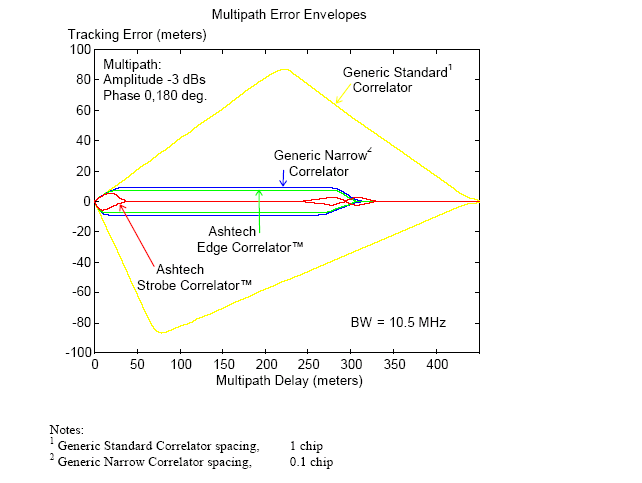 Multipath Error Envelopes
Tracking Error (meters)
100
80
60
40
20
0
-20
-40
-60
-80
-100
Multipath:
Amplitude -3 dBs
Phase 0,180 deg.
Generic Standard¹
Correlator
Generic Narrow²
Correlator
Ashtech
Edge Correlator™
Ashtech
Strobe Correlator™
BW = 10.5 MHz
0 50 100 150 200 250 300 350 400
Multipath Delay (meters)
Notes:
¹ Generic Standard Correlator spacing, 1 chip
² Generic Narrow Correlator spacing, 0.1 chip